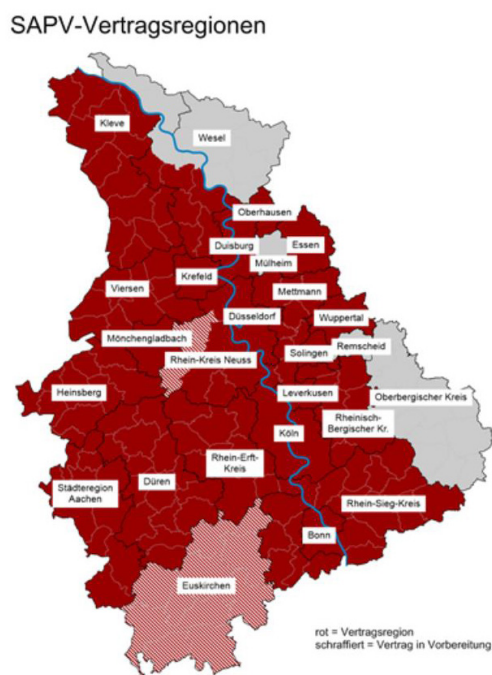 SAPV-Vertragsregionen
Kleve
Wesel
Oberhausen
Duisburg
Essen
Mülheim
Krefeld
Viersen
Mettmann
Düsseldorf
Wuppertal
Mönchengladbach
Remscheid
Solingen
Rhein-Kreis Neuss
Heinsberg
Leverkusen
Oberbergischer Kreis
Rheinisch-
Bergischer Kr.
Köln
Rhein-Erft-
Kreis
Städteregion
Aachen
Düren
Rhein-Sieg-Kreis
Bonn
Euskirchen
rot = Vertragsregion
schraffiert = Vertrag in Vorbereitung